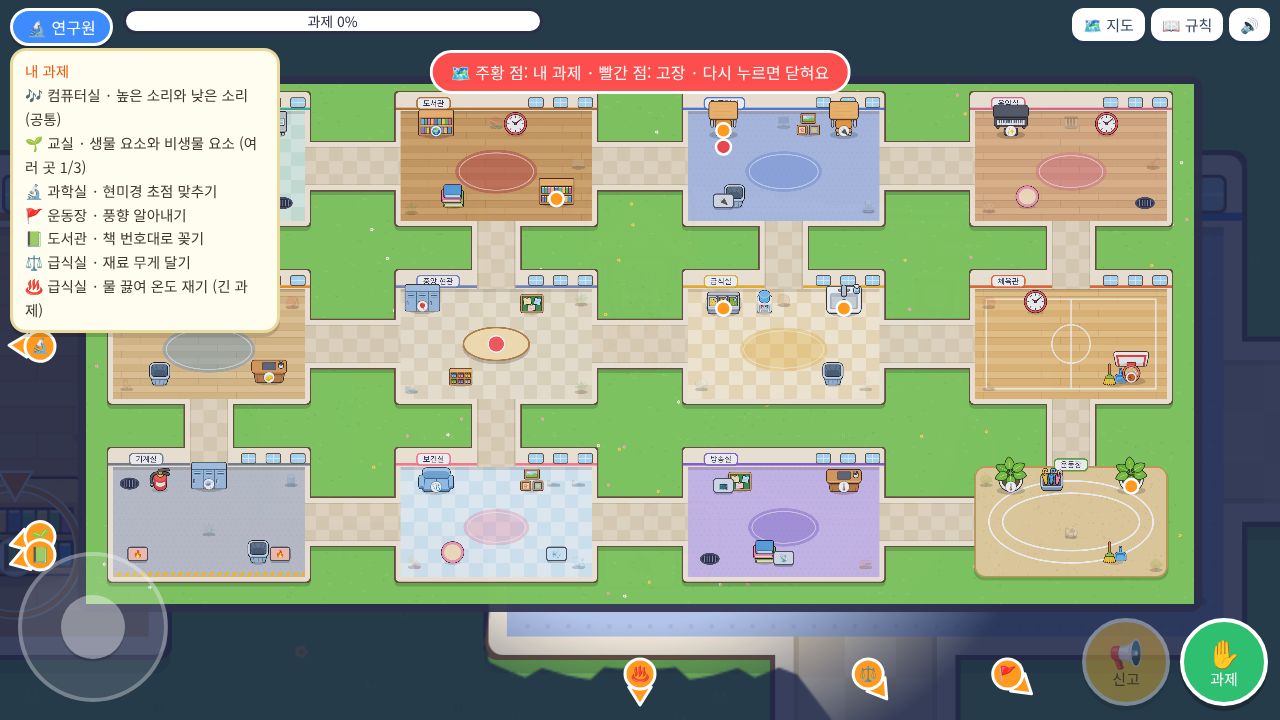 🔬 연구원
과제 0%
🗺️ 지도
📖 규칙
🗺️ 주황 점: 내 과제 · 빨간 점: 고장 · 다시 누르면 닫혀요
내 과제
🎶 컴퓨터실 · 높은 소리와 낮은 소리
(공통)
🌱 교실 · 생물 요소와 비생물 요소 (여
러 곳 1/3)
🔬 과학실 · 현미경 초점 맞추기
🚩 운동장 · 풍향 알아내기
📗 도서관 · 책 번호대로 꽂기
⚖️ 급식실 · 재료 무게 달기
♨️ 급식실 · 물 끓여 온도 재기 (긴 과
제)
도서관
중앙 현관
급식실
체육관
기계실
보건실
방송실
운동장
신고
과제